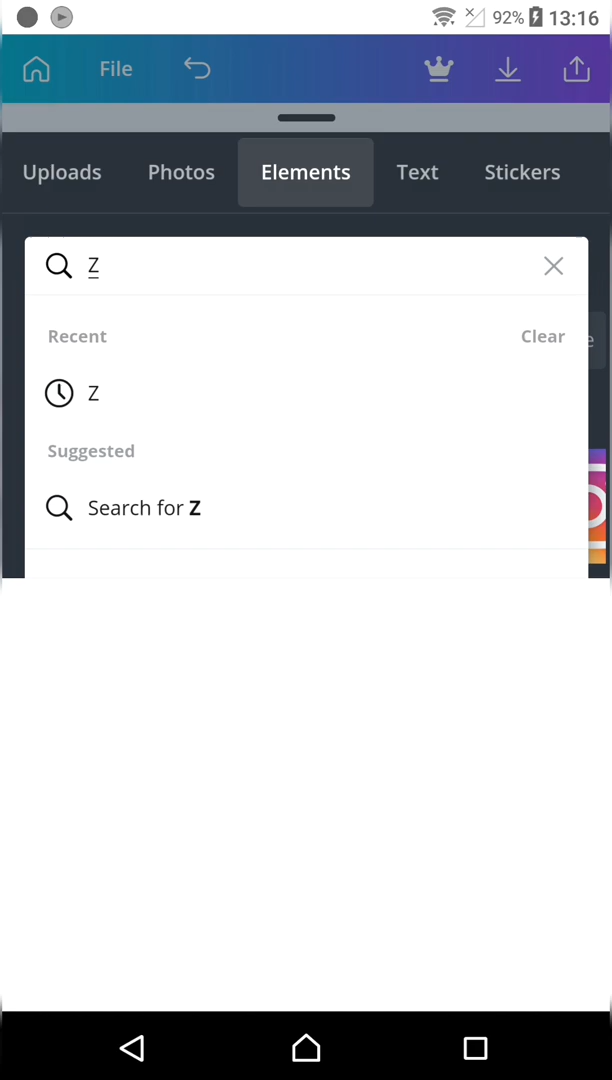 92% 13:16
File
Uploads Photos Elements Text Stickers
Z
Recent Clear
Z
Suggested
Search for Z
e